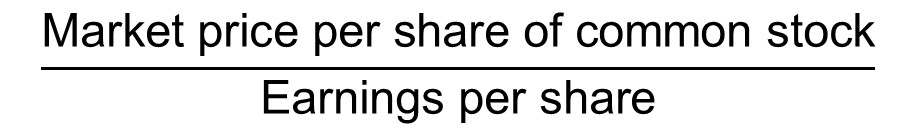 Market price per share of common stock
Earnings per share